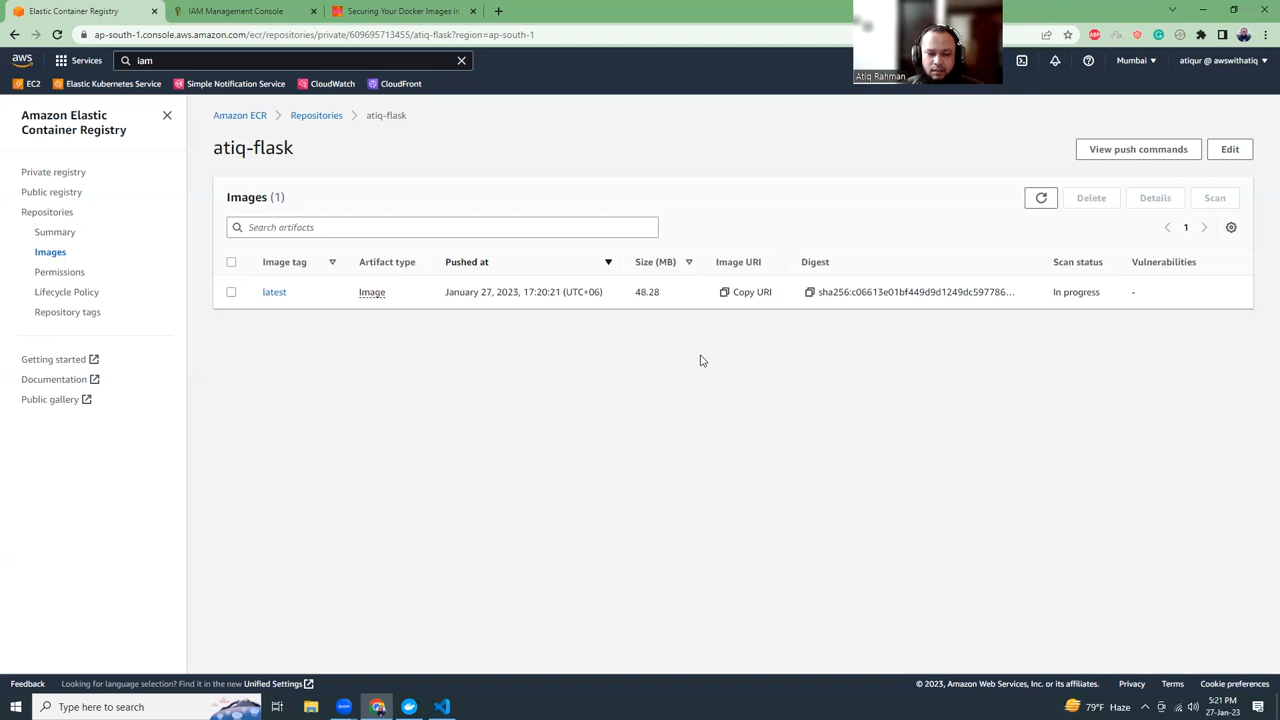 Elastic Container Registry
IAM Management Console
Securing Your Docker Images in
ap-south-1.console.aws.amazon.com/ecr/repositories/private/609695713455/atiq-flask?region=ap-south-1
aws
Services
iam
Mumbai
atiqur @ awswithatiq
Atiq Rahman
EC2
Elastic Kubernetes Service
Simple Notification Service
CloudWatch
CloudFront
Amazon Elastic
Container Registry
Private registry
Public registry
Repositories
Summary
Images
Permissions
Lifecycle Policy
Repository tags
Getting started
Documentation
Public gallery
Amazon ECR
Repositories
atiq-flask
atiq-flask
View push commands
Edit
Images (1)
Delete
Details
Scan
Search artifacts
1
Image tag
Artifact type
Pushed at
Size (MB)
Image URI
Digest
Scan status
Vulnerabilities
latest
Image
January 27, 2023, 17:20:21 (UTC+06)
48.28
Copy URI
sha256:c06613e01bf449d9d1249dc597786...
In progress
-
Feedback
Looking for language selection? Find it in the new Unified Settings
© 2023, Amazon Web Services, Inc. or its affiliates.
Privacy
Terms
Cookie preferences
Type here to search
79°F Haze
5:21 PM
27-Jan-23